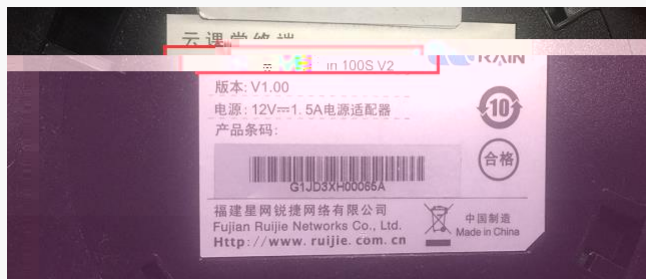 云课堂终端
in 100S V2
版本: V1.00
电源: 12V⎓1.5A电源适配器
产品条码:
10
合格
G1JD3XH00065A
福建星网锐捷网络有限公司
Fujian Ruijie Networks Co., Ltd.
Http://www.ruijie.com.cn
中国制造
Made in China